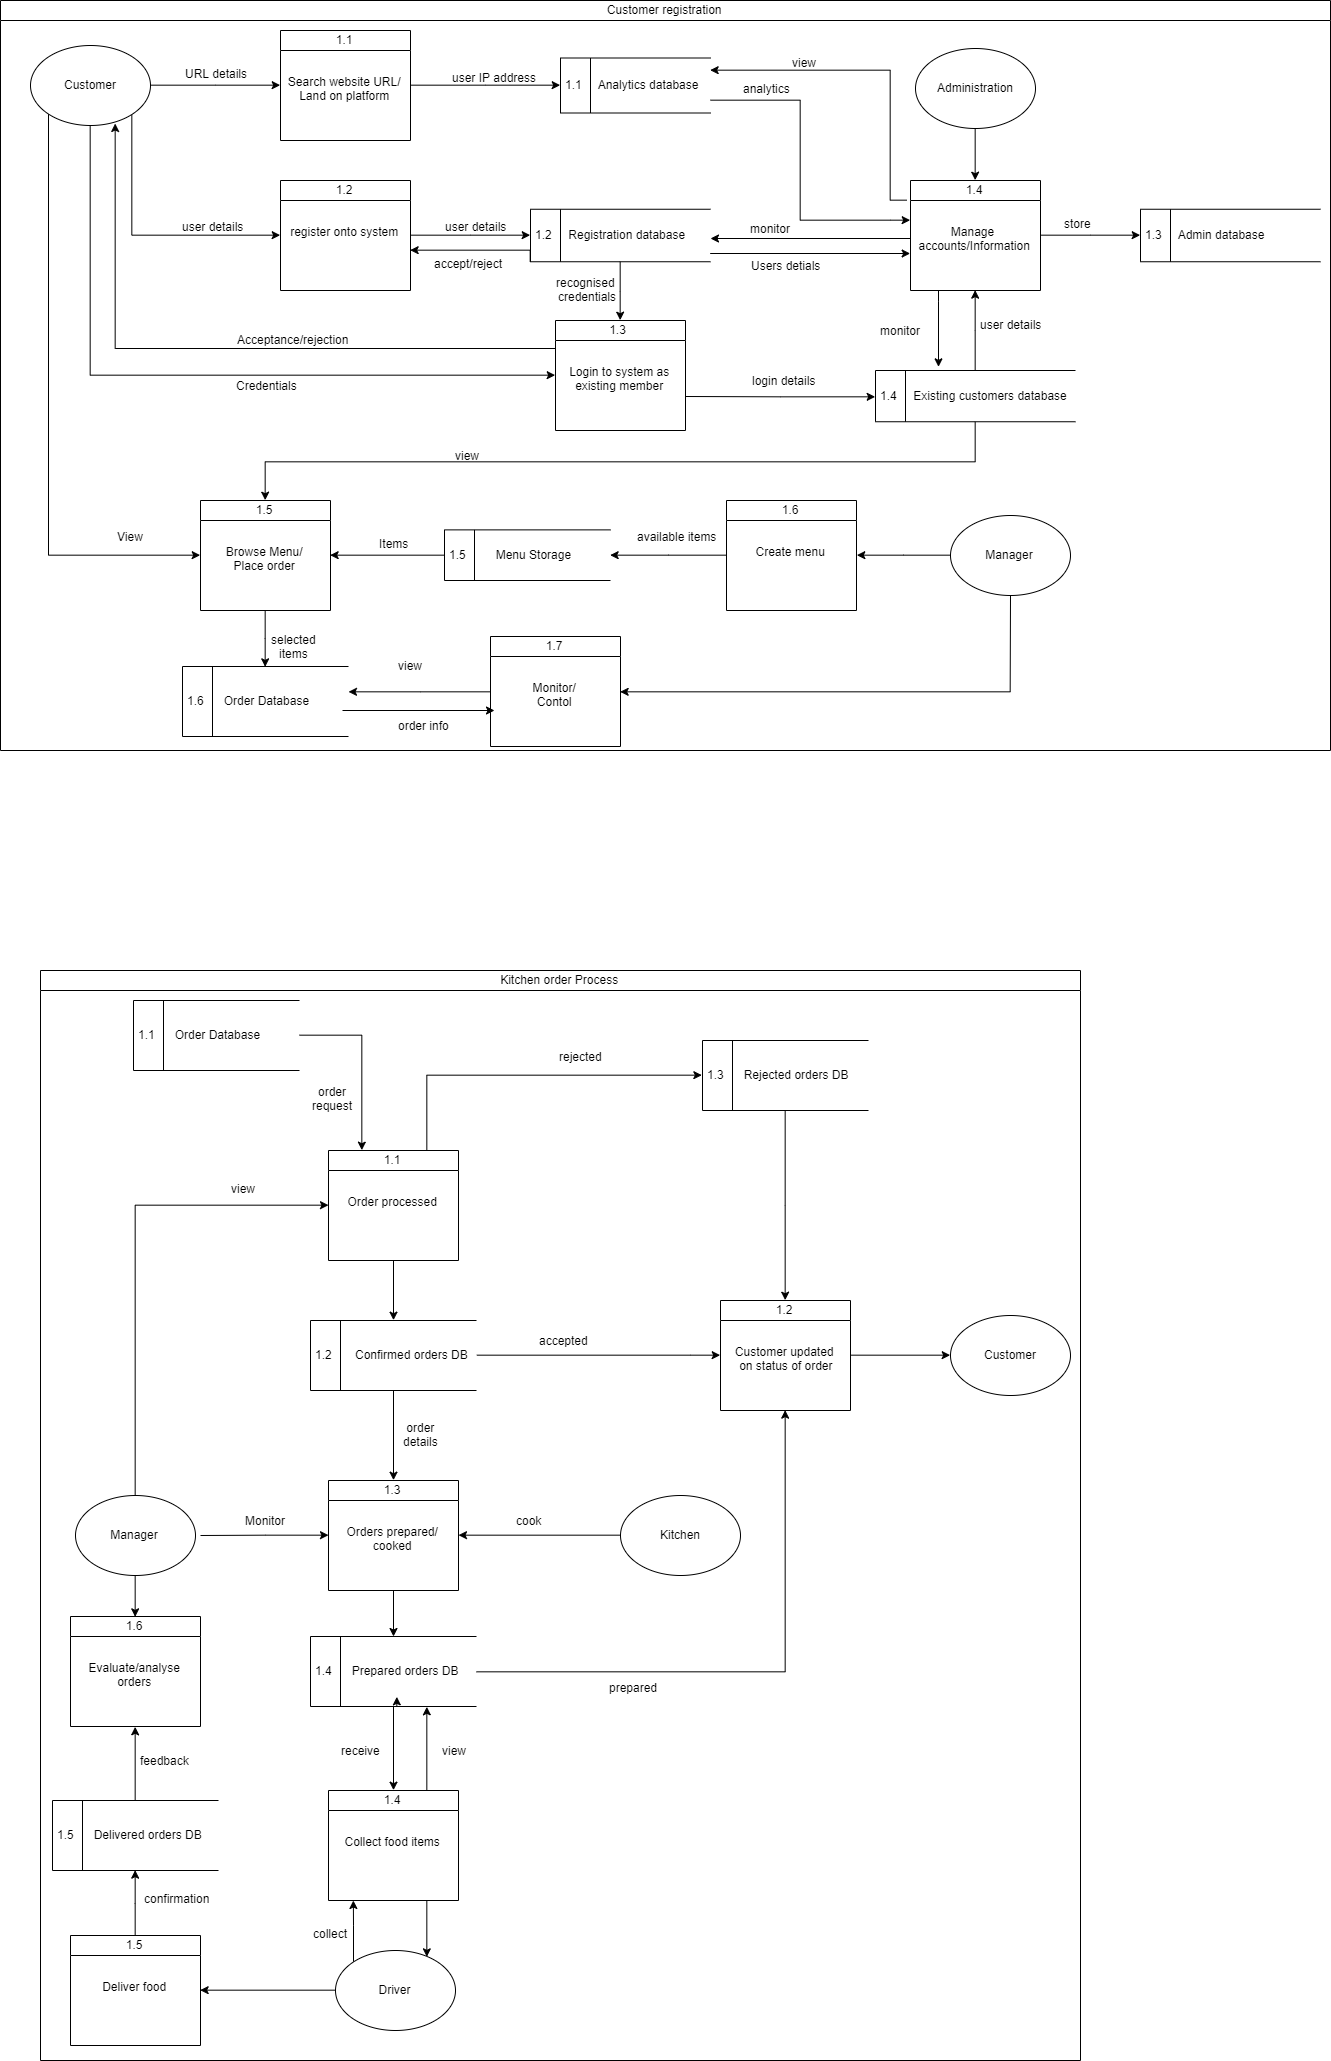 Customer registration
1.1
Customer
URL details
Search website URL/
Land on platform
user IP address
1.1
Analytics database
view
analytics
Administration
1.2
user details
register onto system
user details
accept/reject
1.2
Registration database
monitor
Users detials
1.4
Manage
accounts/Information
store
1.3
Admin database
recognised
credentials
1.3
Acceptance/rejection
Credentials
Login to system as
existing member
login details
monitor
user details
1.4
Existing customers database
view
1.5
View
Browse Menu/
Place order
Items
1.5
Menu Storage
available items
1.6
Create menu
Manager
selected
items
1.6
Order Database
view
order info
1.7
Monitor/
Contol
Kitchen order Process
1.1
Order Database
order
request
rejected
1.3
Rejected orders DB
1.1
view
Order processed
1.2
Confirmed orders DB
accepted
1.2
Customer updated
on status of order
Customer
order
details
1.3
Manager
Monitor
Orders prepared/
cooked
cook
Kitchen
1.6
Evaluate/analyse
orders
1.4
Prepared orders DB
prepared
receive
view
feedback
1.4
Collect food items
1.5
Delivered orders DB
confirmation
collect
1.5
Deliver food
Driver